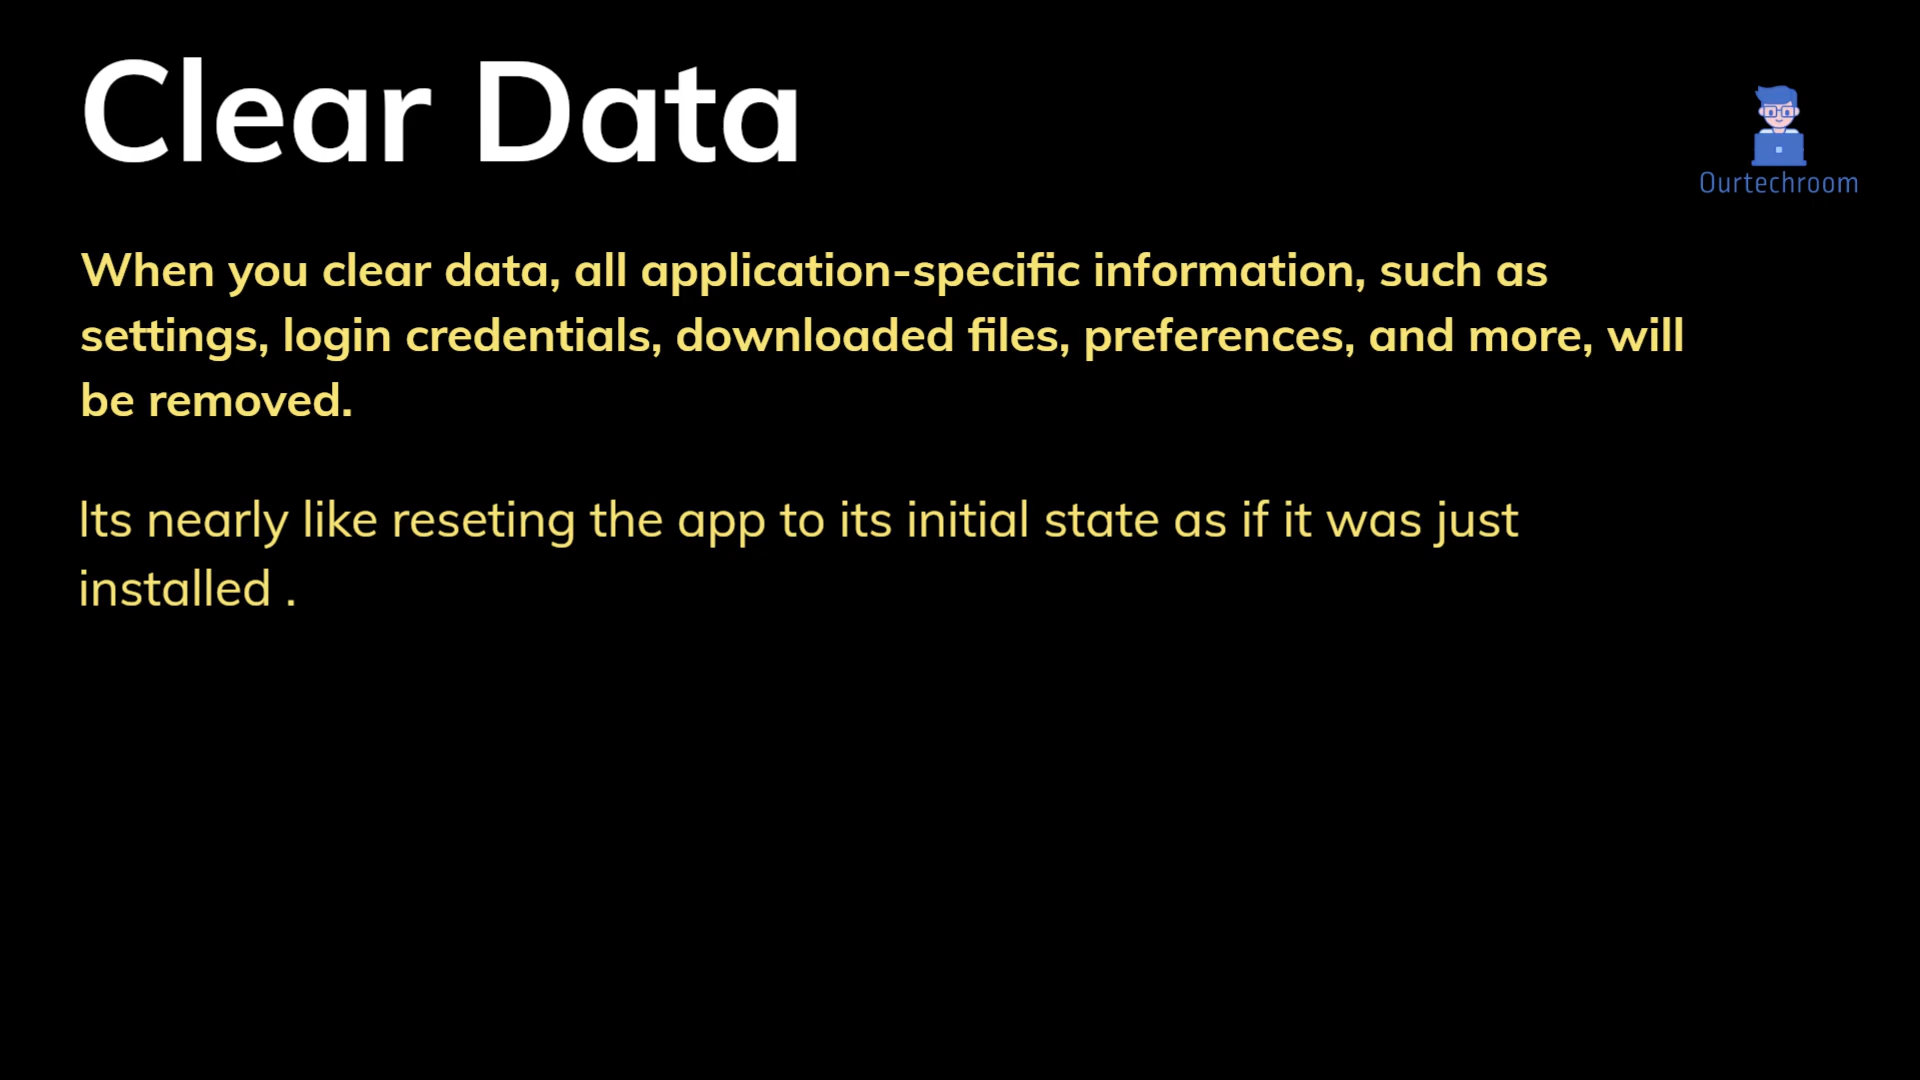 Clear Data
Ourtechroom
When you clear data, all application-specific information, such as
settings, login credentials, downloaded files, preferences, and more, will
be removed.
Its nearly like reseting the app to its initial state as if it was just
installed .